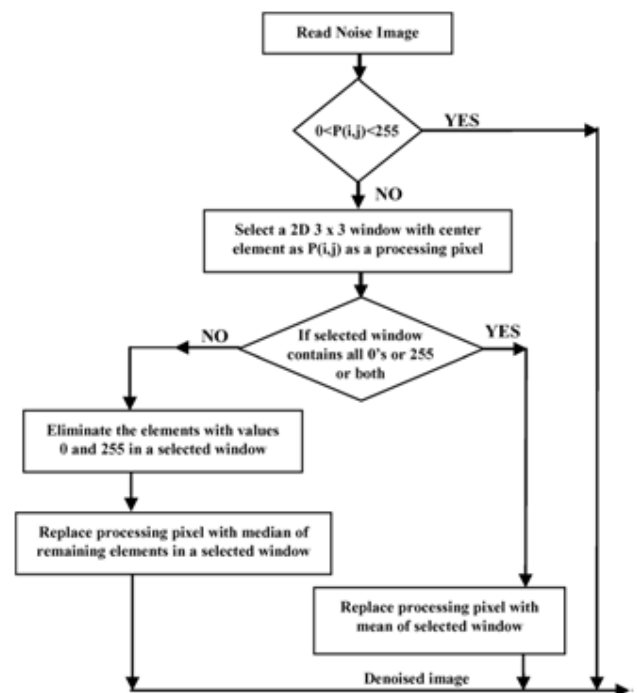 Read Noise Image
0<P(i,j)<255
YES
NO
Select a 2D 3 x 3 window with center
element as P(i,j) as a processing pixel
NO
If selected window
contains all 0's or 255
or both
YES
Eliminate the elements with values
0 and 255 in a selected window
Replace processing pixel with median of
remaining elements in a selected window
Replace processing pixel with
mean of selected window
Denoised image